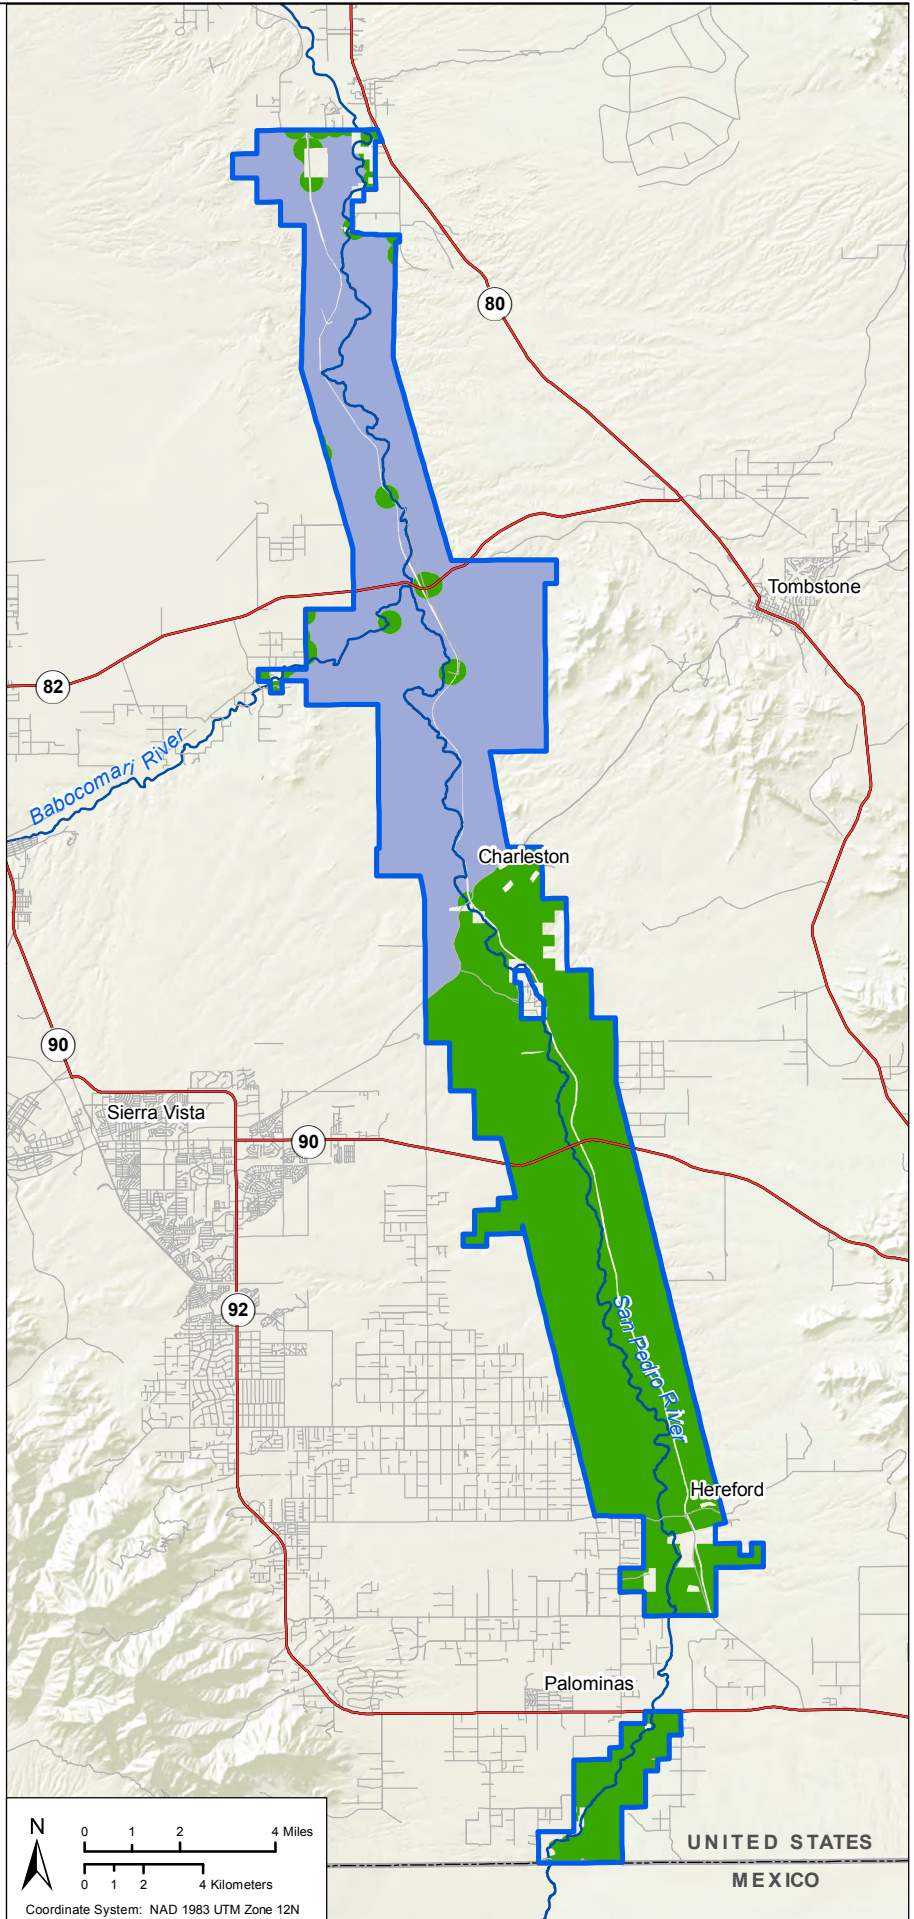 80
Tombstone
82
Babocomari River
Charleston
90
Sierra Vista
90
92
San Pedro River
Hereford
Palominas
N
0 1 2 4 Miles
0 1 2 4 Kilometers
Coordinate System: NAD 1983 UTM Zone 12N
UNITED STATES
MEXICO